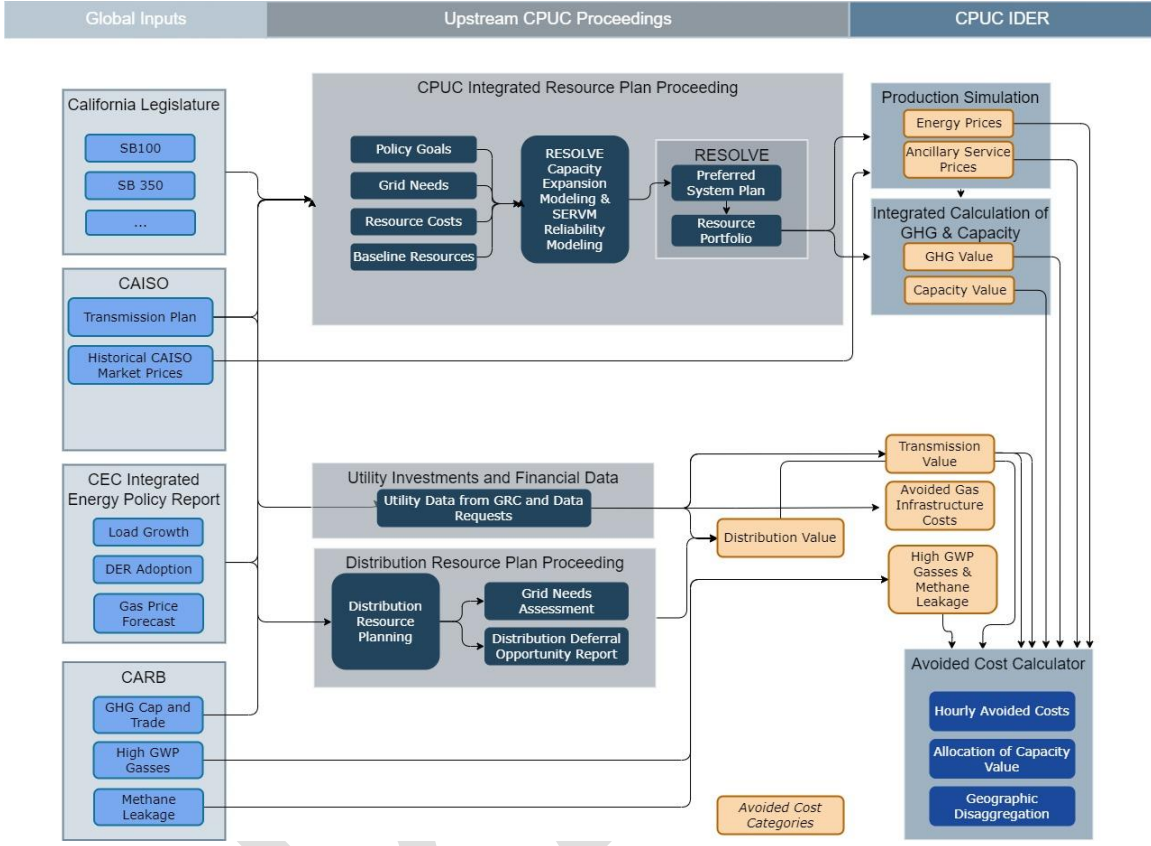 Global Inputs
Upstream CPUC Proceedings
CPUC IDER
California Legislature
SB100
SB 350
...
CAISO
Transmission Plan
Historical CAISO
Market Prices
CEC Integrated
Energy Policy Report
Load Growth
DER Adoption
Gas Price
Forecast
CARB
GHG Cap and
Trade
High GWP
Gasses
Methane
Leakage
CPUC Integrated Resource Plan Proceeding
Policy Goals
Grid Needs
Resource Costs
Baseline Resources
RESOLVE
Capacity
Expansion
Modeling &
SERVM
Reliability
Modeling
RESOLVE
Preferred
System Plan
Resource
Portfolio
Utility Investments and Financial Data
Utility Data from GRC and Data
Requests
Distribution Resource Plan Proceeding
Distribution
Resource
Planning
Grid Needs
Assessment
Distribution Deferral
Opportunity Report
Production Simulation
Energy Prices
Ancillary Service
Prices
Integrated Calculation of
GHG & Capacity
GHG Value
Capacity Value
Transmission
Value
Avoided Gas
Infrastructure
Costs
Distribution Value
High GWP
Gasses &
Methane
Leakage
Avoided Cost Calculator
Hourly Avoided Costs
Allocation of Capacity
Value
Geographic
Disaggregation
Avoided Cost
Categories